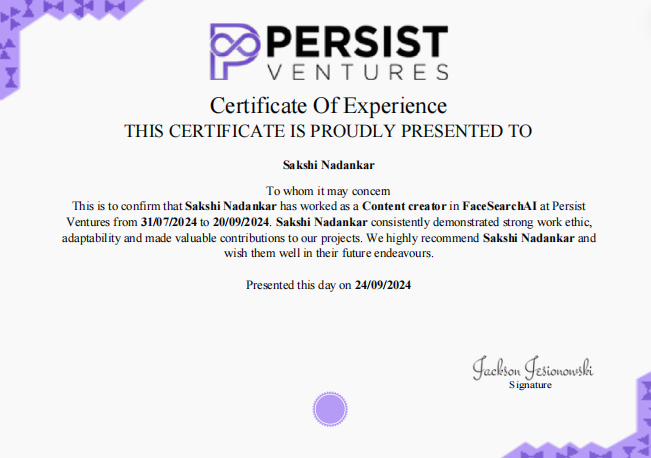 PERSIST
VENTURES
Certificate Of Experience
THIS CERTIFICATE IS PROUDLY PRESENTED TO
Sakshi Nadankar
To whom it may concern
This is to confirm that Sakshi Nadankar has worked as a Content creator in FaceSearchAI at Persist
Ventures from 31/07/2024 to 20/09/2024. Sakshi Nadankar consistently demonstrated strong work ethic,
adaptability and made valuable contributions to our projects. We highly recommend Sakshi Nadankar and
wish them well in their future endeavours.
Presented this day on 24/09/2024
Jackson Jesionowski
Signature